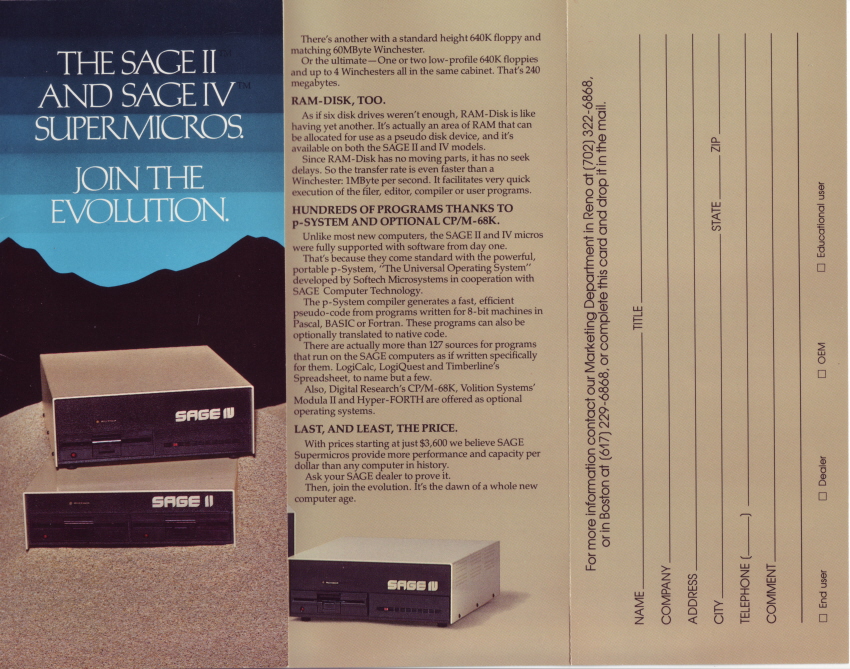 THE SAGE II™
AND SAGE IV™
SUPERMICROS.
JOIN THE
EVOLUTION.
SAGE IV
SAGE II
There's another with a standard height 640K floppy and
matching 60MByte Winchester.
Or the ultimate—One or two low-profile 640K floppies
and up to 4 Winchesters all in the same cabinet. That's 240
megabytes.
RAM-DISK, TOO.
As if six disk drives weren't enough, RAM-Disk is like
having yet another. It's actually an area of RAM that can
be allocated for use as a pseudo disk device, and it's
available on both the SAGE II and IV models.
Since RAM-Disk has no moving parts, it has no seek
delays. So the transfer rate is even faster than a
Winchester: 1MByte per second. It facilitates very quick
execution of the filer, editor, compiler or user programs.
HUNDREDS OF PROGRAMS THANKS TO
p-SYSTEM AND OPTIONAL CP/M-68K.
Unlike most new computers, the SAGE II and IV micros
were fully supported with software from day one.
That's because they come standard with the powerful,
portable p-System, "The Universal Operating System"
developed by Softech Microsystems in cooperation with
SAGE Computer Technology.
The p-System compiler generates a fast, efficient
pseudo-code from programs written for 8-bit machines in
Pascal, BASIC or Fortran. These programs can also be
optionally translated to native code.
There are actually more than 127 sources for programs
that run on the SAGE computers as if written specifically
for them. LogiCalc, LogiQuest and Timberline's
Spreadsheet, to name but a few.
Also, Digital Research's CP/M-68K, Volition Systems'
Modula II and Hyper-FORTH are offered as optional
operating systems.
LAST, AND LEAST, THE PRICE.
With prices starting at just $3,600 we believe SAGE
Supermicros provide more performance and capacity per
dollar than any computer in history.
Ask your SAGE dealer to prove it.
Then, join the evolution. It's the dawn of a whole new
computer age.
SAGE IV
For more information contact our Marketing Department in Reno at (702) 322-6868,
or in Boston at (617) 229-6868, or complete this card and drop it in the mail.
NAME TITLE
COMPANY
ADDRESS
CITY STATE ZIP
TELEPHONE ( )
COMMENT
□ End user □ Dealer □ OEM □ Educational user